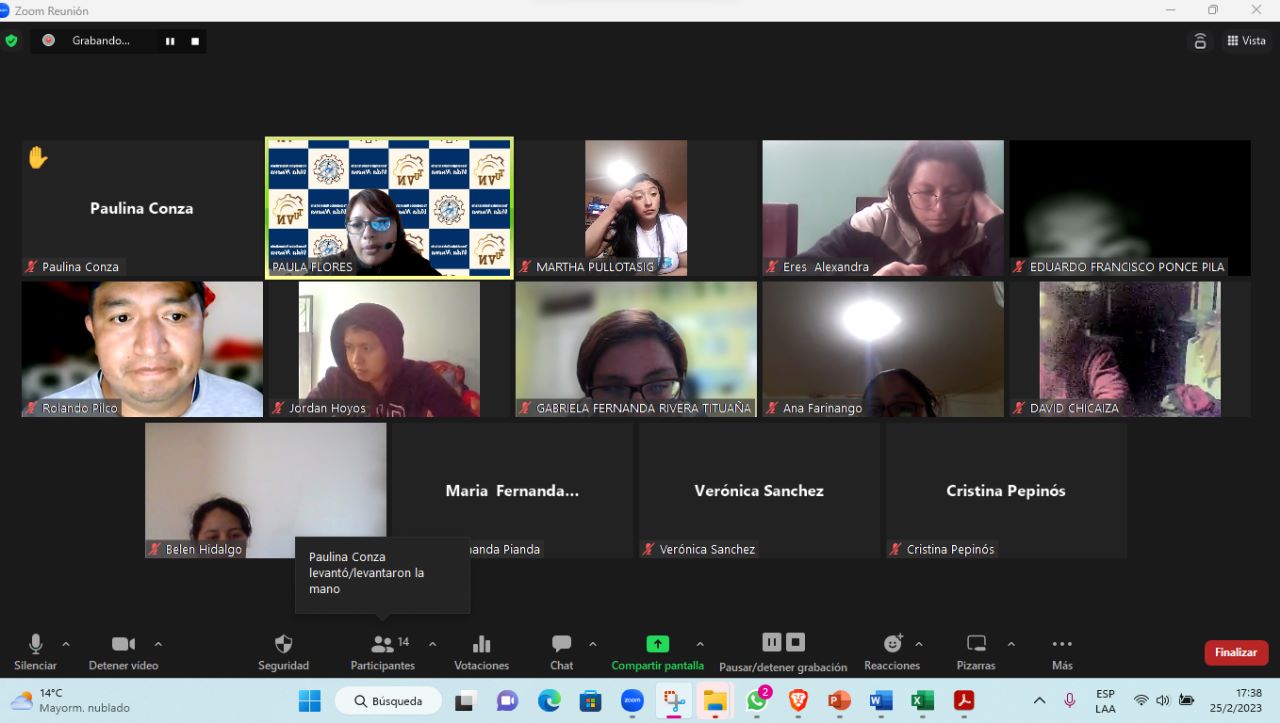 Zoom Reunión
Grabando...
Vista
Paulina Conza
Paulina Conza
PAULA FLORES
MARTHA PULLOTASIG
Eres Alexandra
EDUARDO FRANCISCO PONCE PILA
Rolando Pilco
Jordan Hoyos
GABRIELA FERNANDA RIVERA TITUAÑA
Ana Farinango
DAVID CHICAIZA
Maria Fernanda...
Verónica Sanchez
Cristina Pepinós
Belen Hidalgo
nanda Pianda
Verónica Sanchez
Cristina Pepinós
Paulina Conza
levantó/levantaron la
mano
14
Silenciar
Detener video
Seguridad
Participantes
Votaciones
Chat
Compartir pantalla
Pausar/detener grabación
Reacciones
Pizarras
Más
Finalizar
14°C
Mayorm. nublado
Búsqueda
zoom
2
ESP
LAA
17:38
25/2/2023